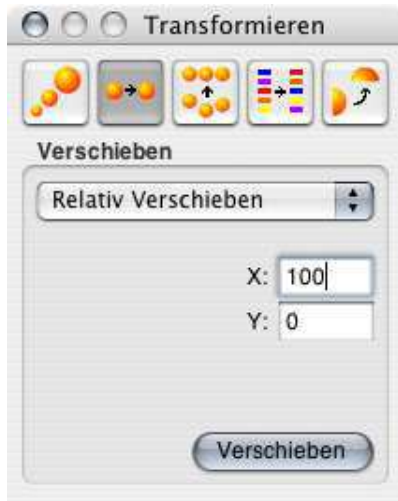 Transformieren
Verschieben
Relativ Verschieben
X: 100
Y: 0
Verschieben